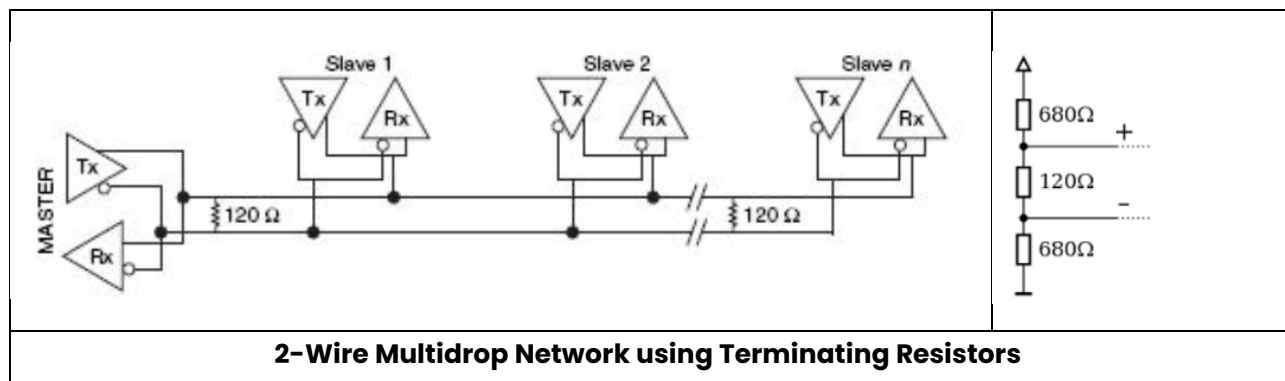 Slave 1
Slave 2
Slave n
Tx
Rx
Tx
Rx
Tx
Rx
MASTER
Tx
Rx
120 Ω
120 Ω
680Ω
+
120Ω
-
680Ω
2-Wire Multidrop Network using Terminating Resistors